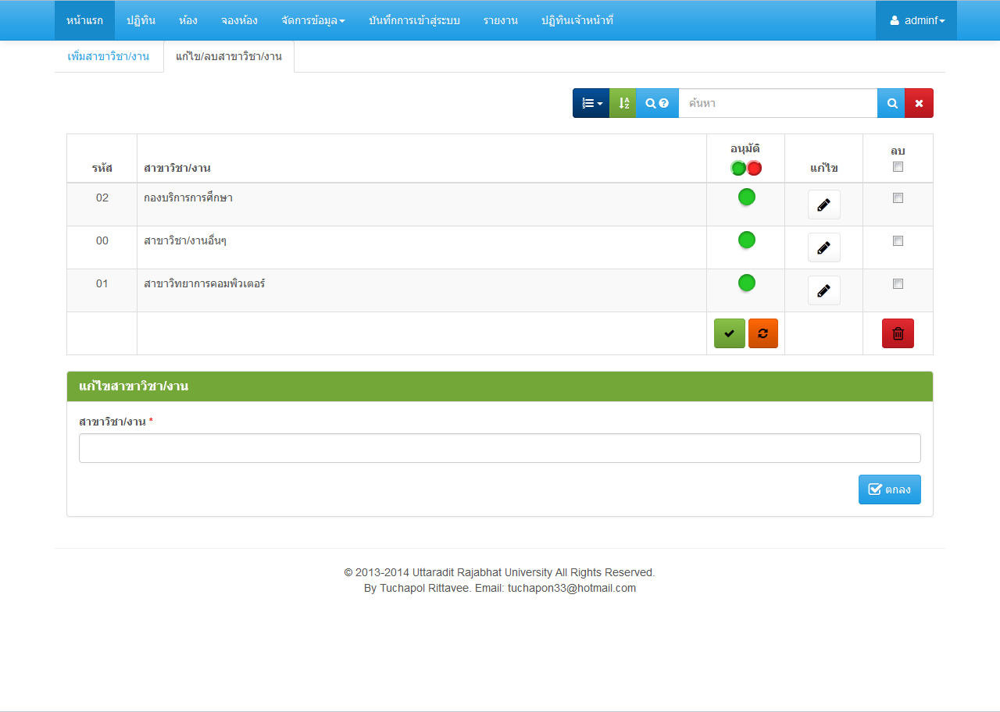 หน้าแรก ปฏิทิน ห้อง จองห้อง จัดการข้อมูล บันทึกการเข้าสู่ระบบ รายงาน ปฏิทินเจ้าหน้าที่ adminf
เพิ่มสาขาวิชา/งาน แก้ไข/ลบสาขาวิชา/งาน
ค้นหา
รหัส สาขาวิชา/งาน อนุมัติ แก้ไข ลบ
02 กองบริการการศึกษา
00 สาขาวิชา/งานอื่นๆ
01 สาขาวิทยาการคอมพิวเตอร์
แก้ไขสาขาวิชา/งาน
สาขาวิชา/งาน *
ตกลง
© 2013-2014 Uttaradit Rajabhat University All Rights Reserved.
By Tuchapol Rittavee. Email: tuchapon33@hotmail.com